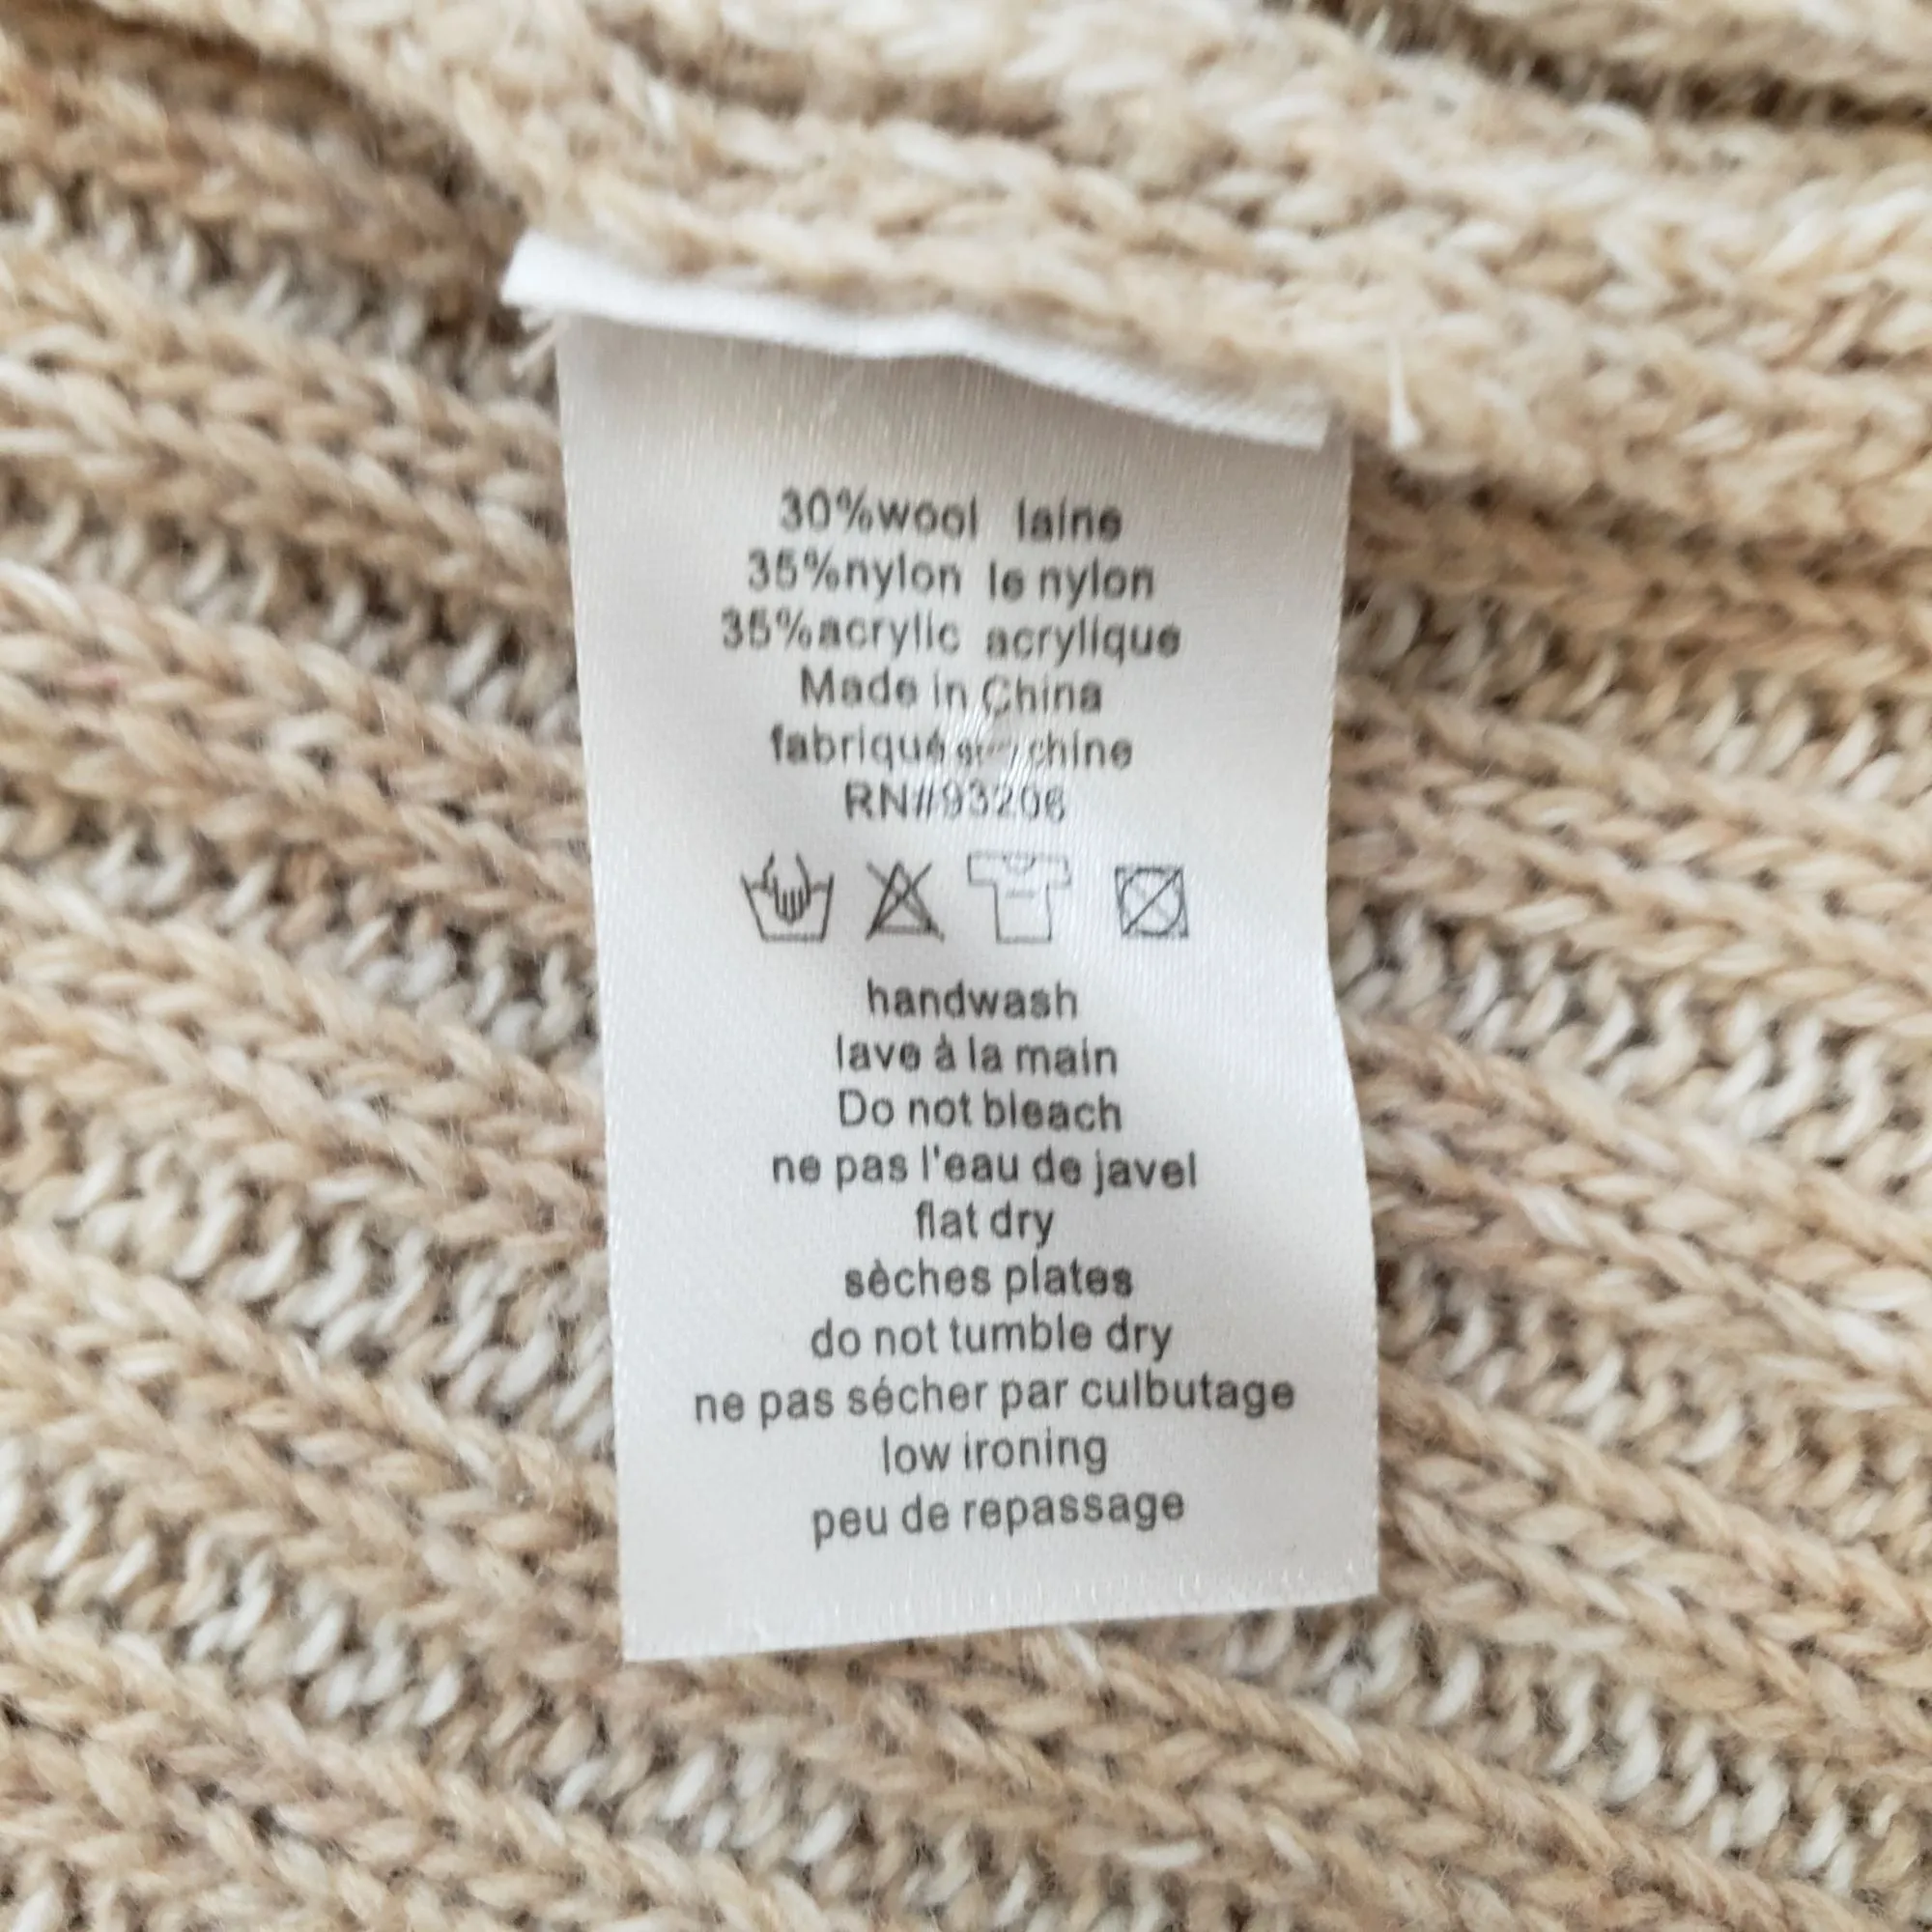 30%wool laine
35%nylon le nylon
35%acrylic acrylique
Made in China
fabriqué chine
RN#93206
handwash
lave à la main
Do not bleach
ne pas l'eau de javel
flat dry
sèches plates
do not tumble dry
ne pas sécher par culbutage
low ironing
peu de repassage